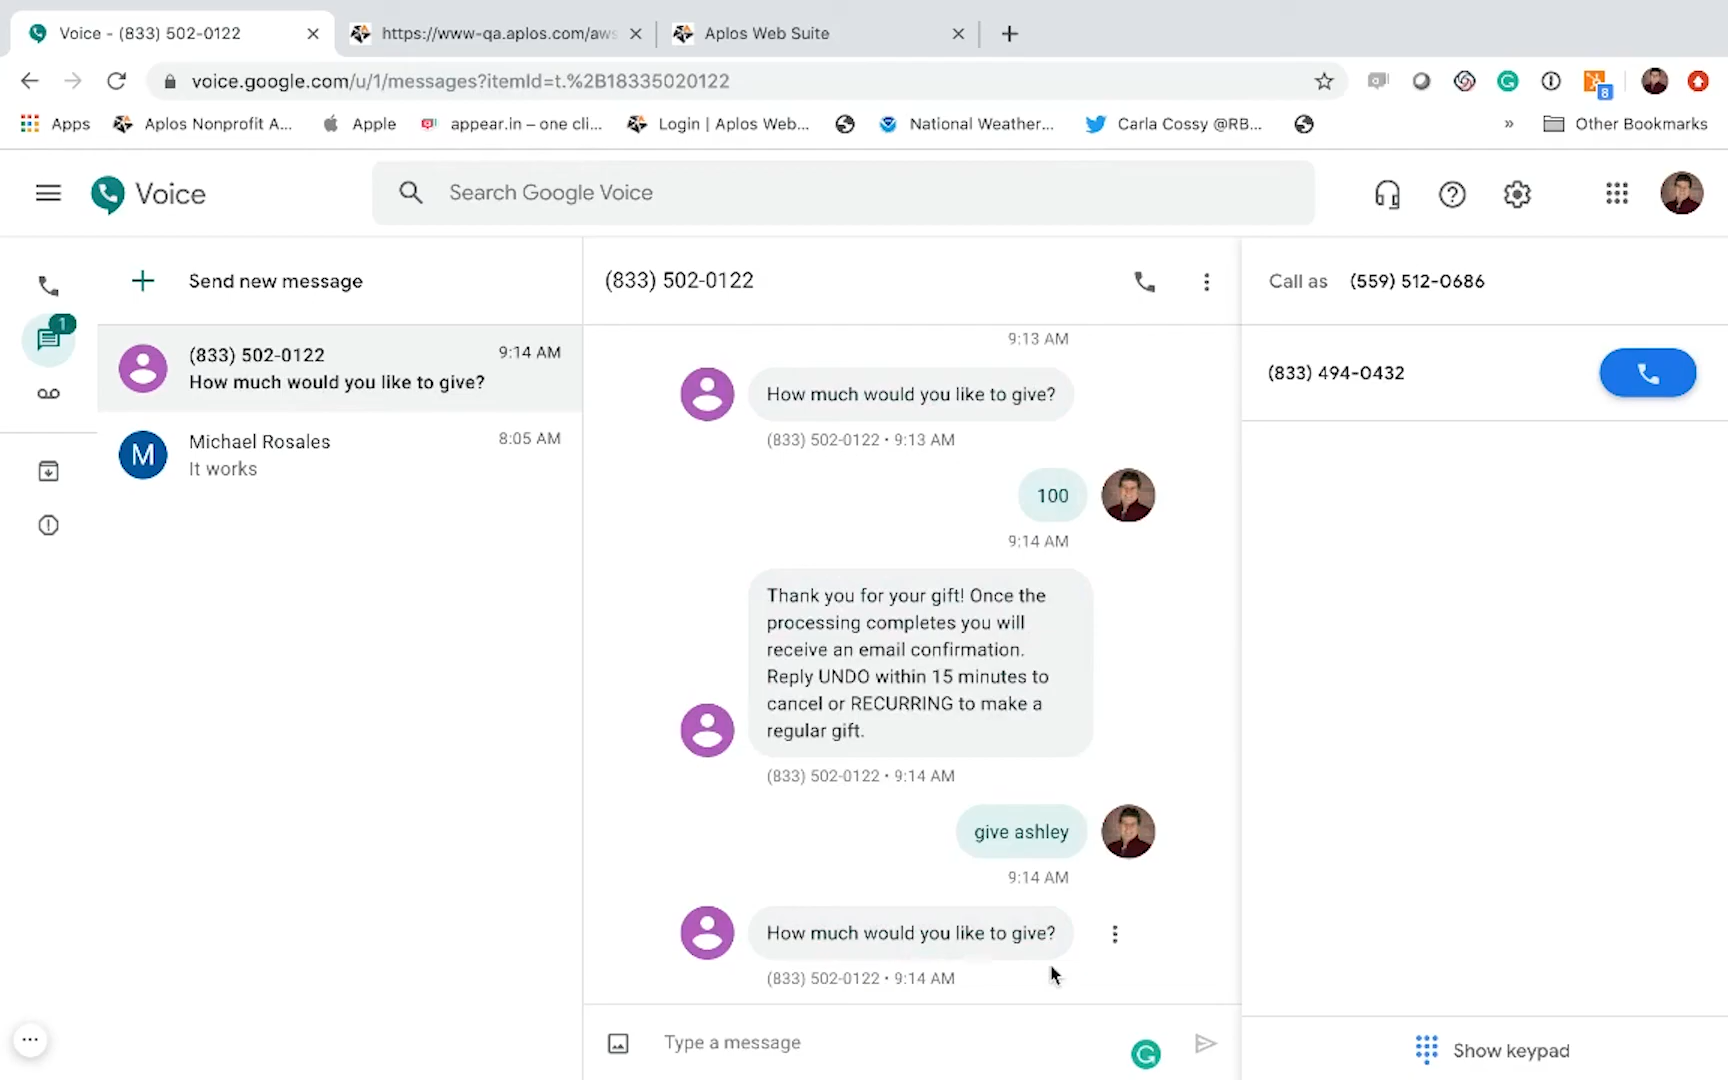 Voice - (833) 502-0122
https://www-qa.aplos.com/aws
Aplos Web Suite
voice.google.com/u/1/messages?itemId=t.%2B18335020122
8
Apps
Aplos Nonprofit A...
Apple
appear.in – one cli...
Login | Aplos Web...
National Weather...
Carla Cossy @RB...
»
Other Bookmarks
Voice
Search Google Voice
1
Send new message
(833) 502-0122
9:14 AM
How much would you like to give?
M
Michael Rosales
8:05 AM
It works
(833) 502-0122
9:13 AM
How much would you like to give?
(833) 502-0122 • 9:13 AM
100
9:14 AM
Thank you for your gift! Once the
processing completes you will
receive an email confirmation.
Reply UNDO within 15 minutes to
cancel or RECURRING to make a
regular gift.
(833) 502-0122 • 9:14 AM
give ashley
9:14 AM
How much would you like to give?
(833) 502-0122 • 9:14 AM
Type a message
Call as (559) 512-0686
(833) 494-0432
Show keypad